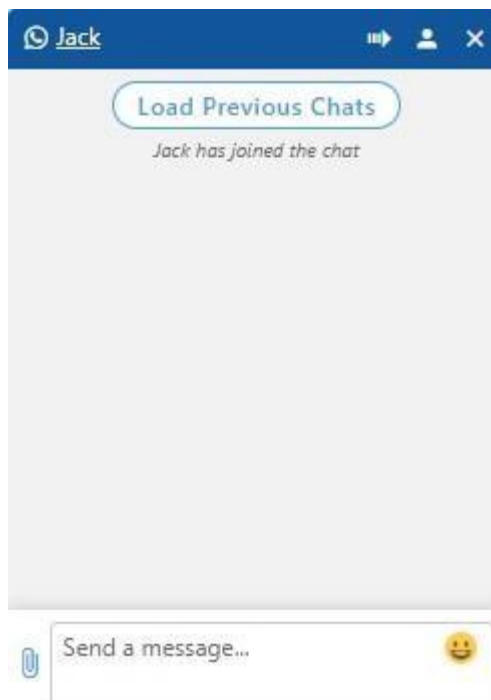 Jack
Load Previous Chats
Jack has joined the chat
Send a message...